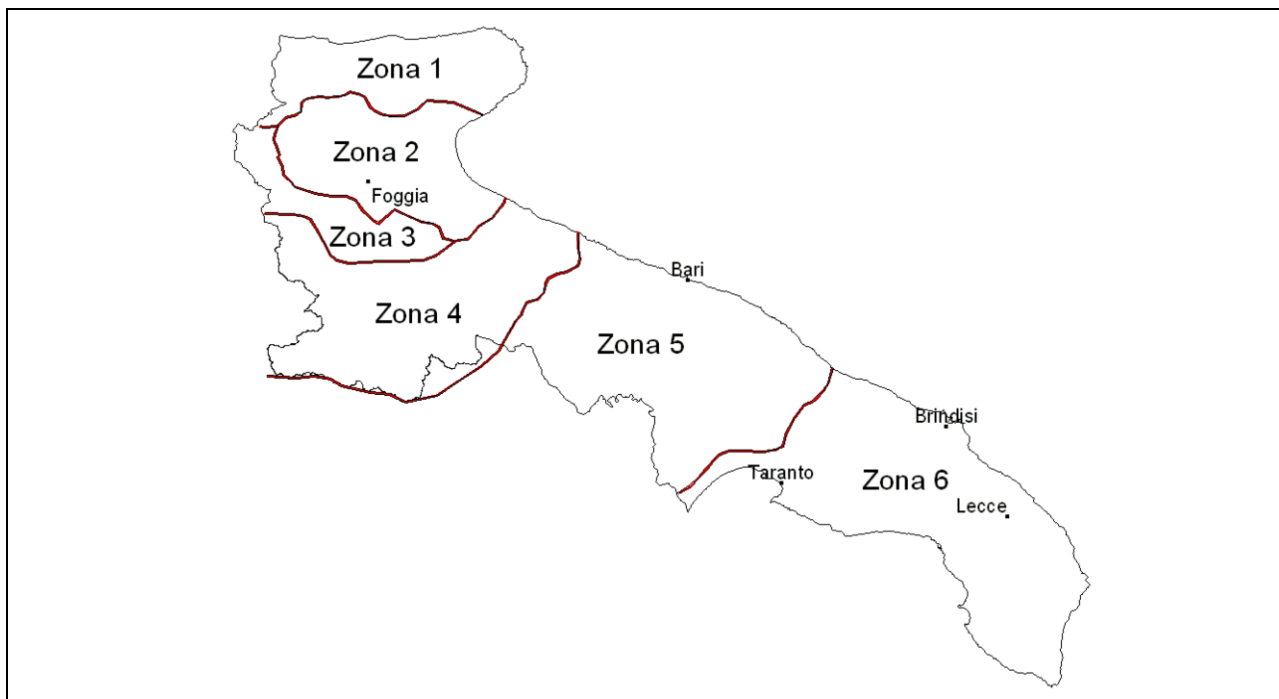 Zona 1
Zona 2
Foggia
Zona 3
Bari
Zona 4
Zona 5
Brindisi
Taranto
Zona 6
Lecce